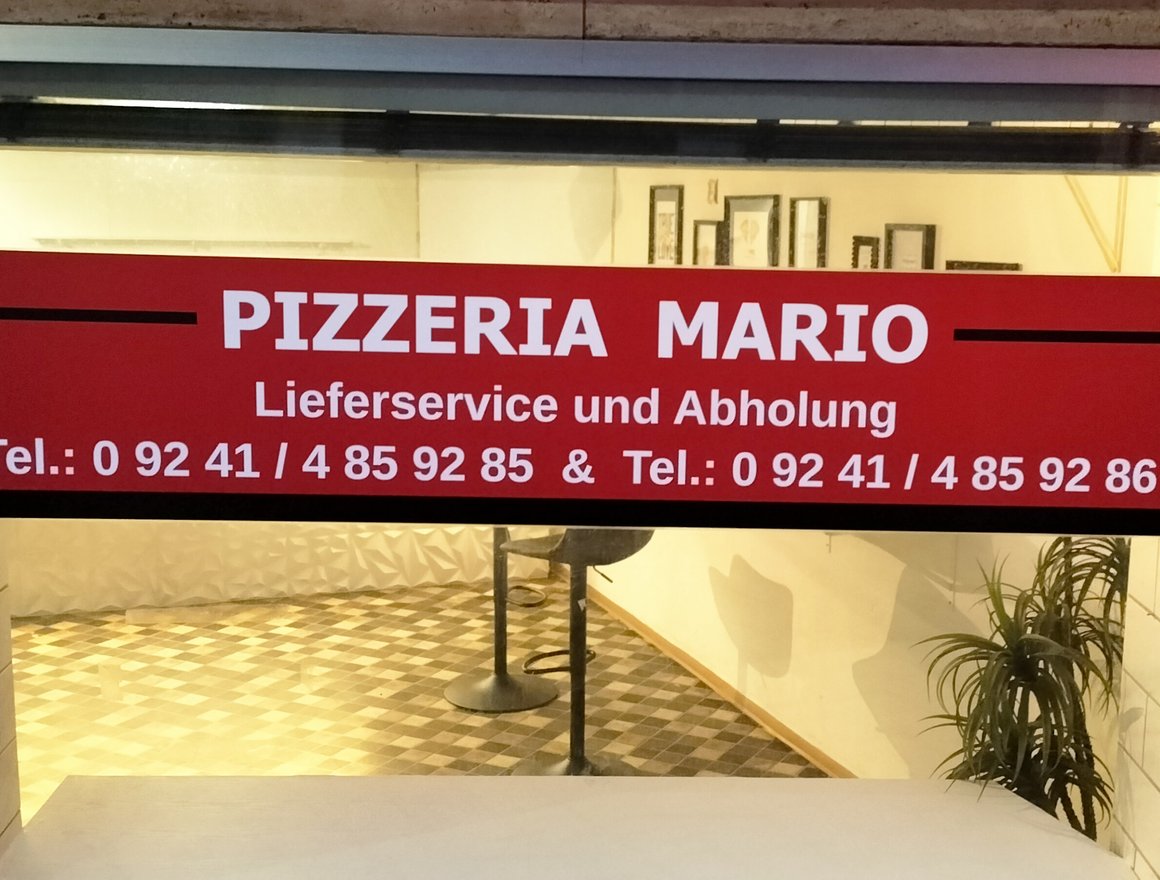 PIZZERIA MARIO
Lieferservice und Abholung
Tel.: 0 92 41 / 4 85 92 85 & Tel.: 0 92 41 / 4 85 92 86